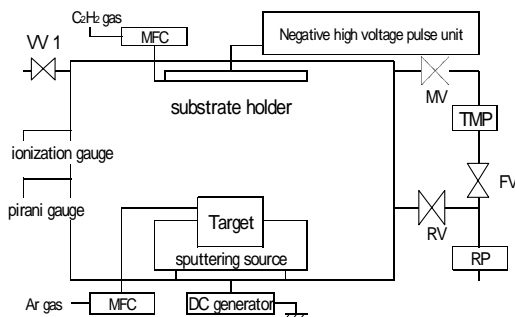 C₂H₂ gas
MFC
Negative high voltage pulse unit
VV 1
MV
substrate holder
TMP
ionization gauge
FV
pirani gauge
Target
RV
sputtering source
RP
Ar gas
MFC
DC generator